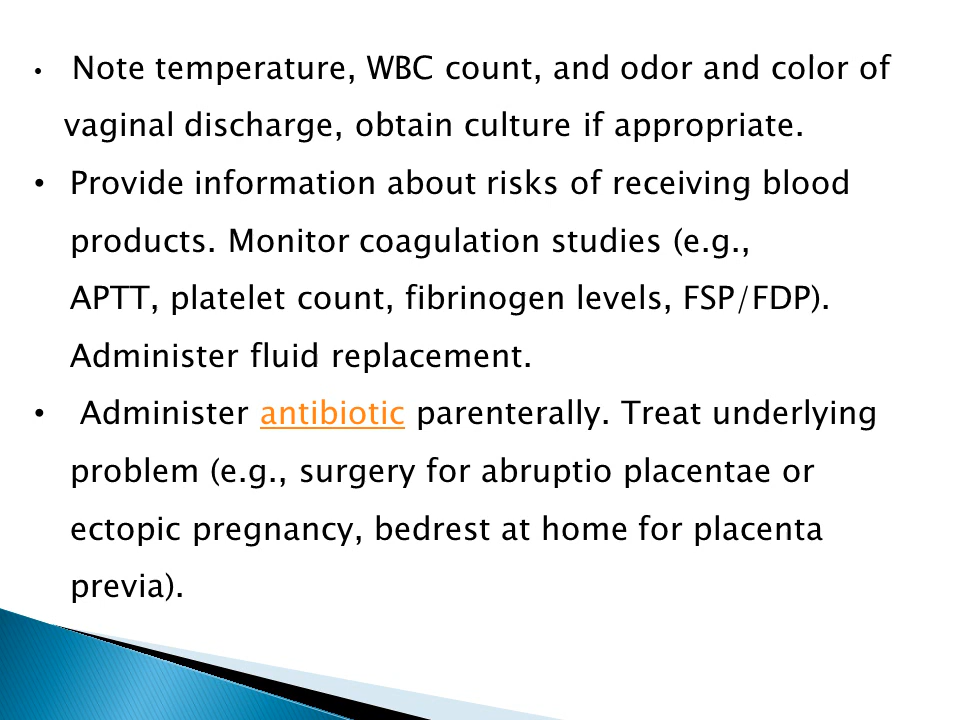 • Note temperature, WBC count, and odor and color of
vaginal discharge, obtain culture if appropriate.
• Provide information about risks of receiving blood
products. Monitor coagulation studies (e.g.,
APTT, platelet count, fibrinogen levels, FSP/FDP).
Administer fluid replacement.
• Administer antibiotic parenterally. Treat underlying
problem (e.g., surgery for abruptio placentae or
ectopic pregnancy, bedrest at home for placenta
previa).